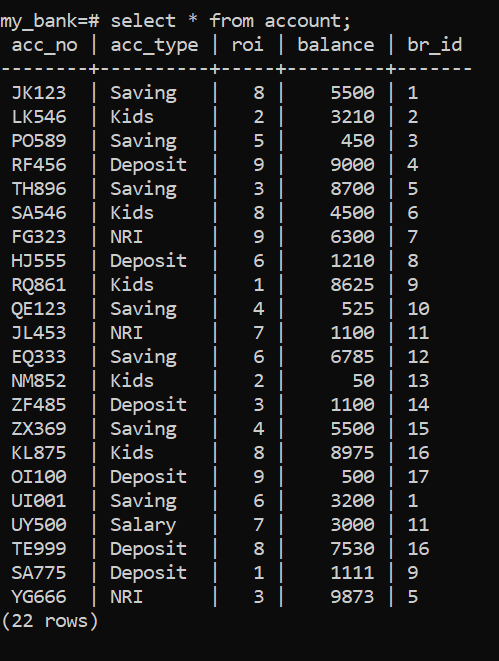 my_bank=# select * from account;
 acc_no | acc_type | roi | balance | br_id
--------+----------+-----+---------+-------
 JK123  | Saving   |   8 |    5500 | 1
 LK546  | Kids     |   2 |    3210 | 2
 PO589  | Saving   |   5 |     450 | 3
 RF456  | Deposit  |   9 |    9000 | 4
 TH896  | Saving   |   3 |    8700 | 5
 SA546  | Kids     |   8 |    4500 | 6
 FG323  | NRI      |   9 |    6300 | 7
 HJ555  | Deposit  |   6 |    1210 | 8
 RQ861  | Kids     |   1 |    8625 | 9
 QE123  | Saving   |   4 |     525 | 10
 JL453  | NRI      |   7 |    1100 | 11
 EQ333  | Saving   |   6 |    6785 | 12
 NM852  | Kids     |   2 |      50 | 13
 ZF485  | Deposit  |   3 |    1100 | 14
 ZX369  | Saving   |   4 |    5500 | 15
 KL875  | Kids     |   8 |    8975 | 16
 OI100  | Deposit  |   9 |     500 | 17
 UI001  | Saving   |   6 |    3200 | 1
 UY500  | Salary   |   7 |    3000 | 11
 TE999  | Deposit  |   8 |    7530 | 16
 SA775  | Deposit  |   1 |    1111 | 9
 YG666  | NRI      |   3 |    9873 | 5
(22 rows)